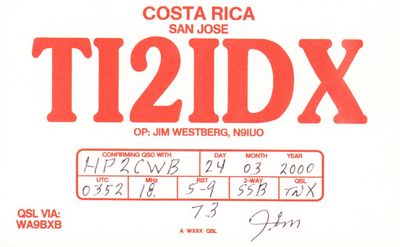 COSTA RICA
SAN JOSE
TI2IDX
OP: JIM WESTBERG, N9IUO
CONFIRMING QSO WITH DAY MONTH YEAR
HP2CWB 24 03 2000
UTC MHz RST 2-WAY QSL
0352 18. 5-9 SSB TNX
73 Jim
QSL VIA:
WA9BXB
A WX9X QSL